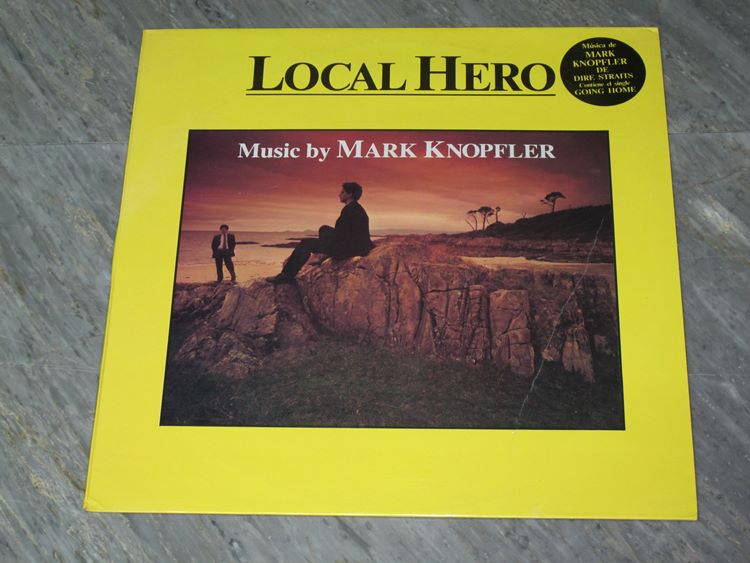 LOCAL HERO
Música de
MARK
KNOPFLER
DE
DIRE STRAITS
Contiene el single
GOING HOME
Music by MARK KNOPFLER